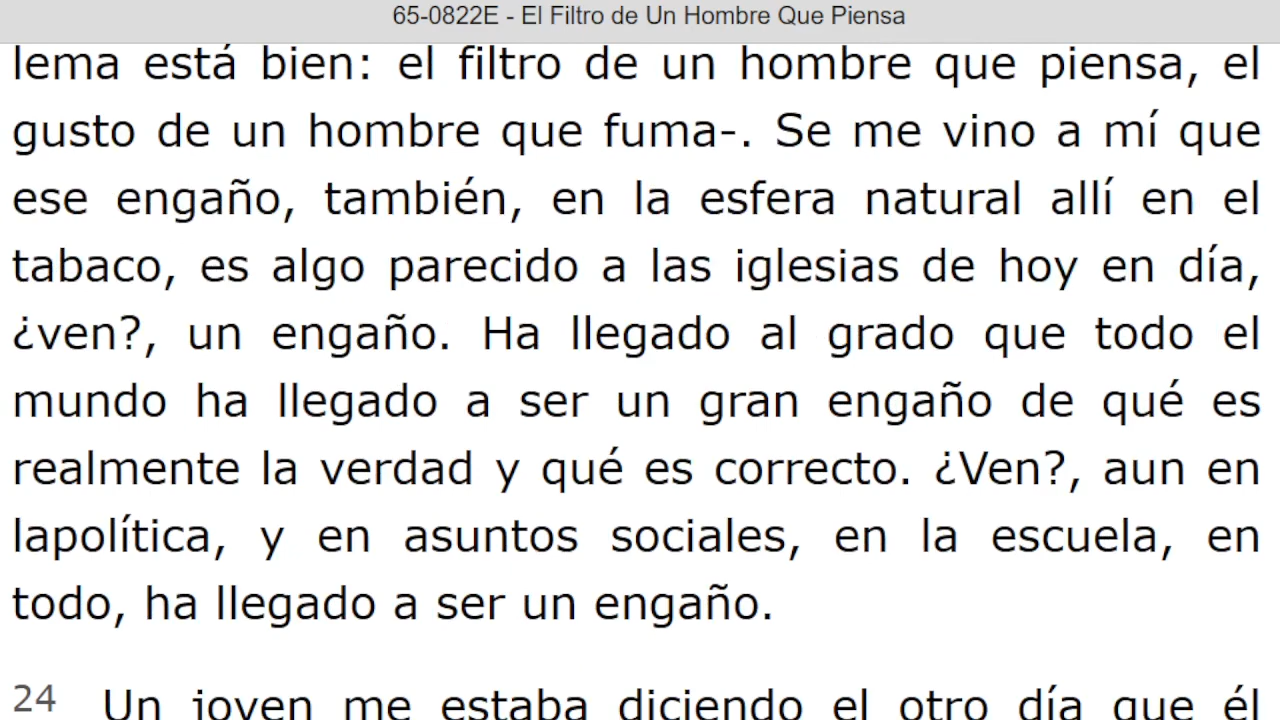 65-0822E - El Filtro de Un Hombre Que Piensa
lema está bien: el filtro de un hombre que piensa, el
gusto de un hombre que fuma-. Se me vino a mí que
ese engaño, también, en la esfera natural allí en el
tabaco, es algo parecido a las iglesias de hoy en día,
¿ven?, un engaño. Ha llegado al grado que todo el
mundo ha llegado a ser un gran engaño de qué es
realmente la verdad y qué es correcto. ¿Ven?, aun en
lapolítica, y en asuntos sociales, en la escuela, en
todo, ha llegado a ser un engaño.
24 Un joven me estaba diciendo el otro día que él